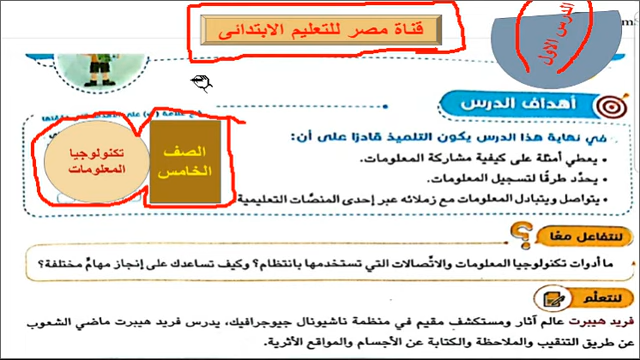 قناة مصر للتعليم الابتدائى
الدرس الاول
أهداف الدرس
في نهاية هذا الدرس يكون التلميذ قادرًا على أن:
• يعطي أمثلة على كيفية مشاركة المعلومات.
• يحدّد طرقًا لتسجيل المعلومات.
• يتواصل ويتبادل المعلومات مع زملائه عبر إحدى المنصّات التعليمية
الصف
الخامس
تكنولوجيا
المعلومات
لنتفاعل معًا
ما أدوات تكنولوجيا المعلومات والاتّصالات التي تستخدمها بانتظام؟ وكيف تساعدك على إنجاز مهامّ مختلفة؟
لنتعلّم
فريد هيبرت عالم آثار ومستكشف مقيم في منظمة ناشيونال جيوجرافيك، يدرس فريد هيبرت ماضي الشعوب
عن طريق التنقيب والملاحظة والكتابة عن الأجسام والمواقع الأثرية.